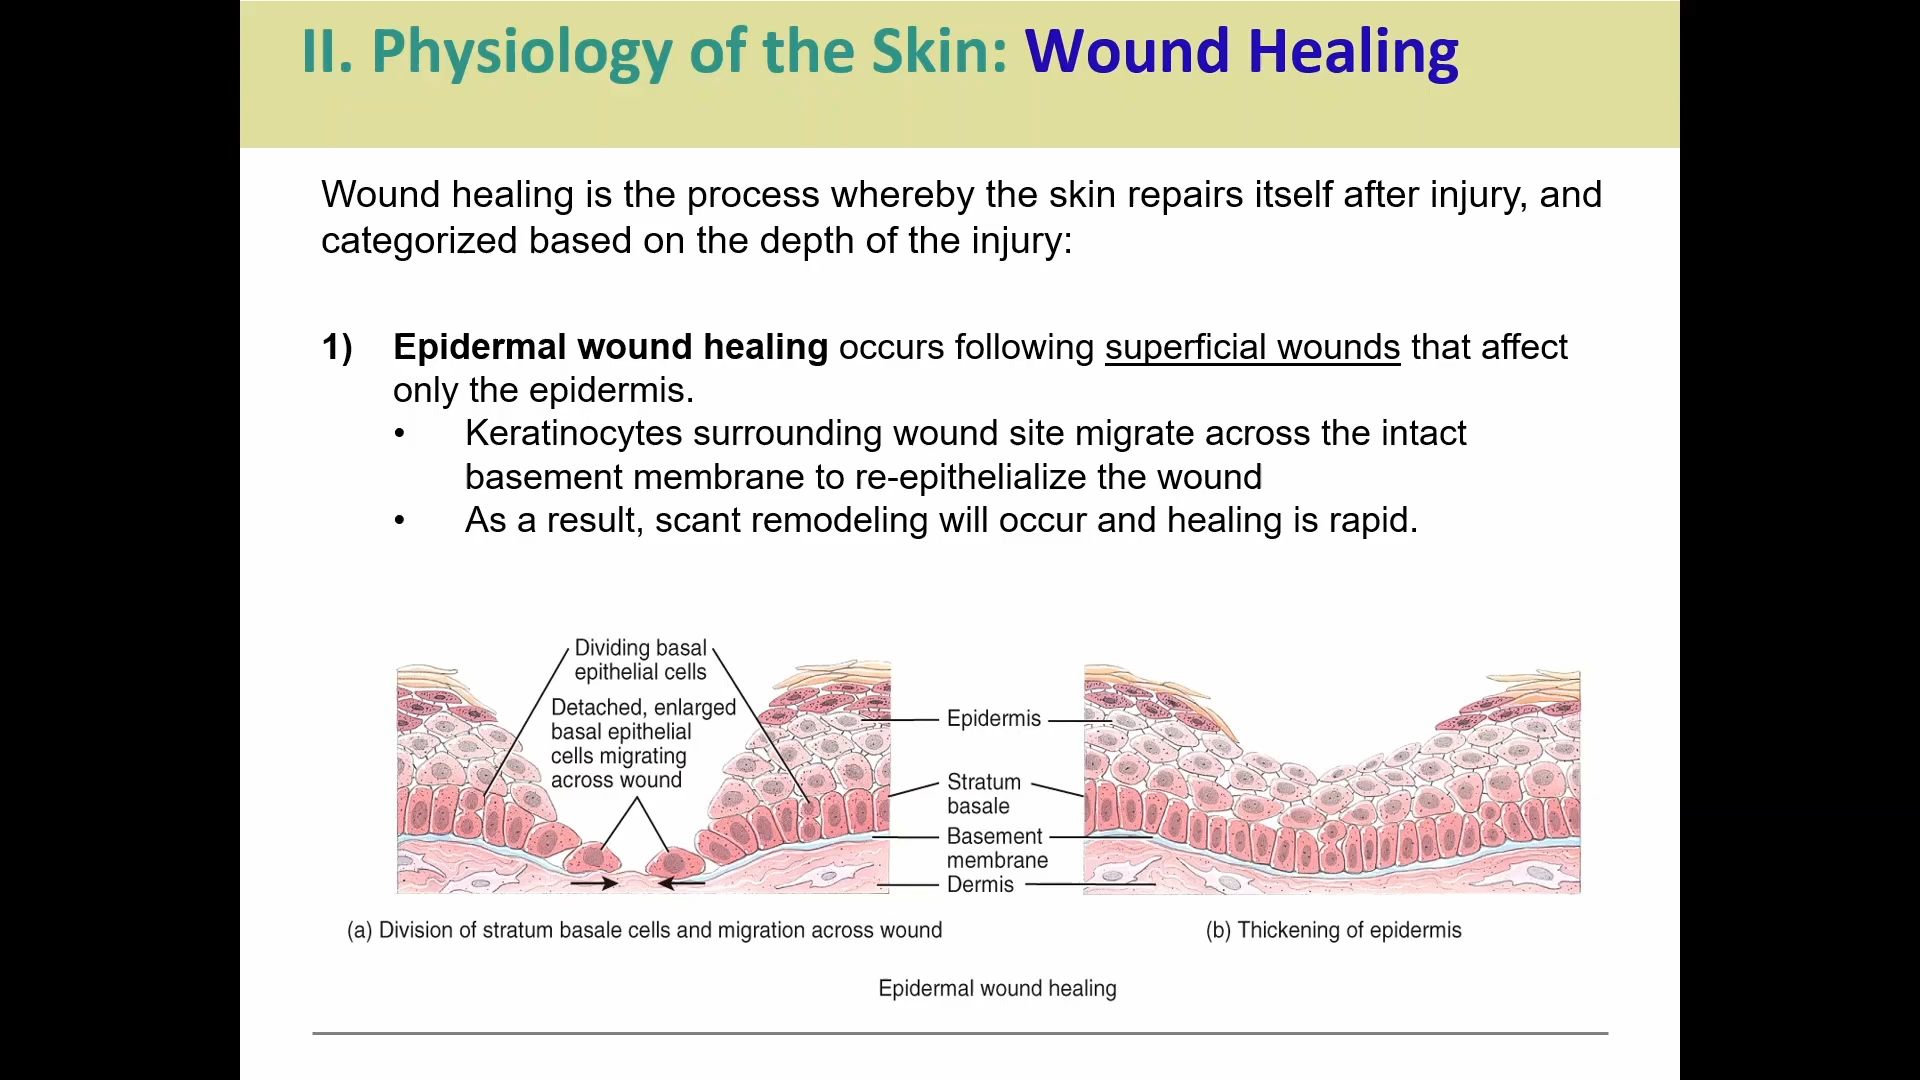 II. Physiology of the Skin: Wound Healing
Wound healing is the process whereby the skin repairs itself after injury, and
categorized based on the depth of the injury:
1) Epidermal wound healing occurs following superficial wounds that affect
only the epidermis.
• Keratinocytes surrounding wound site migrate across the intact
basement membrane to re-epithelialize the wound
• As a result, scant remodeling will occur and healing is rapid.
Dividing basal
epithelial cells
Detached, enlarged
basal epithelial
cells migrating
across wound
Epidermis
Stratum
basale
Basement
membrane
Dermis
(a) Division of stratum basale cells and migration across wound
(b) Thickening of epidermis
Epidermal wound healing